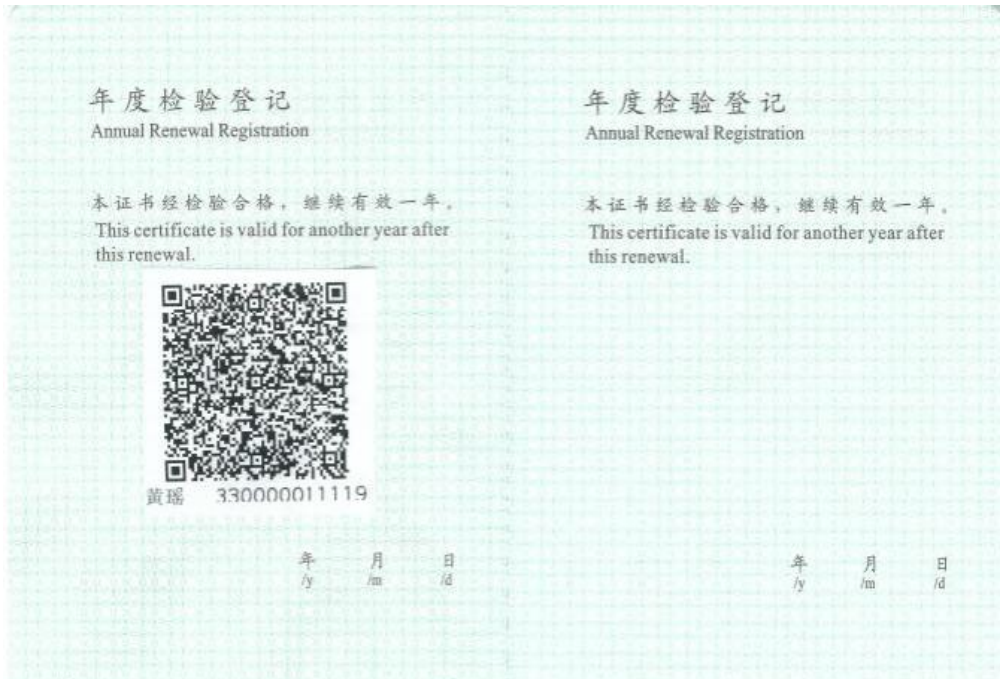 年度检验登记
Annual Renewal Registration
本证书经检验合格，继续有效一年。
This certificate is valid for another year after
this renewal.
黄瑶 330000011119
年 月 日
/y /m /d
年度检验登记
Annual Renewal Registration
本证书经检验合格，继续有效一年。
This certificate is valid for another year after
this renewal.
年 月 日
/y /m /d